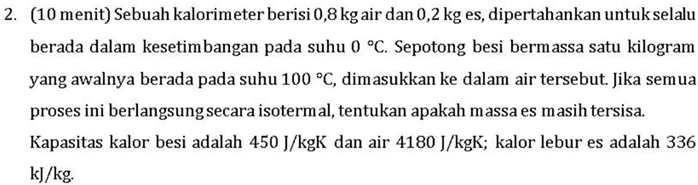 2. (10 menit) Sebuah kalorimeter berisi 0,8 kg air dan 0,2 kg es, dipertahankan untuk selalu
berada dalam kesetimbangan pada suhu 0 °C. Sepotong besi bermassa satu kilogram
yang awalnya berada pada suhu 100 °C, dimasukkan ke dalam air tersebut. Jika semua
proses ini berlangsung secara isotermal, tentukan apakah massa es masih tersisa.
Kapasitas kalor besi adalah 450 J/kgK dan air 4180 J/kgK; kalor lebur es adalah 336
kJ/kg.